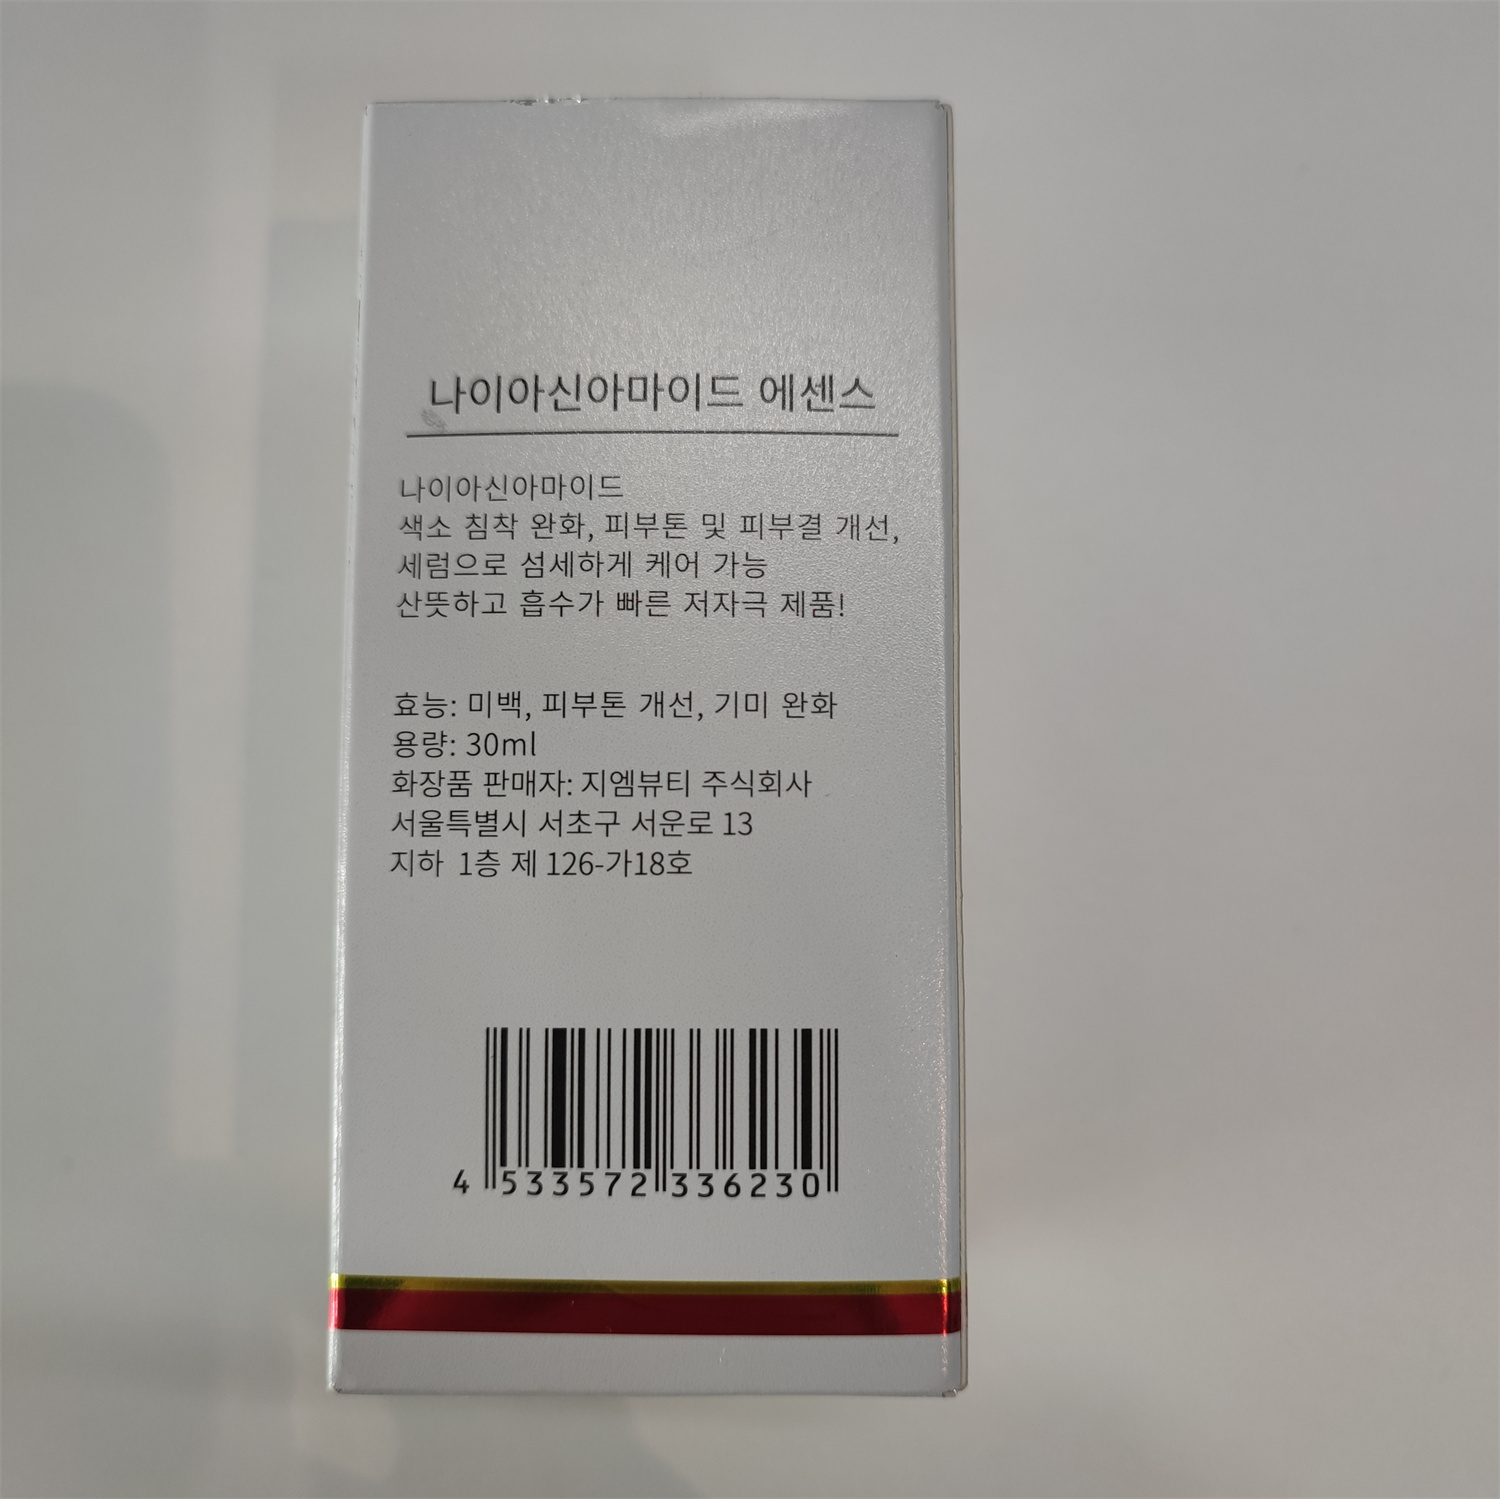 나이아신아마이드 에센스
나이아신아마이드
색소 침착 완화, 피부톤 및 피부결 개선,
세럼으로 섬세하게 케어 가능
산뜻하고 흡수가 빠른 저자극 제품!
효능: 미백, 피부톤 개선, 기미 완화
용량: 30ml
화장품 판매자: 지엠뷰티 주식회사
서울특별시 서초구 서운로 13
지하 1층 제 126-가18호
4 533572 336230